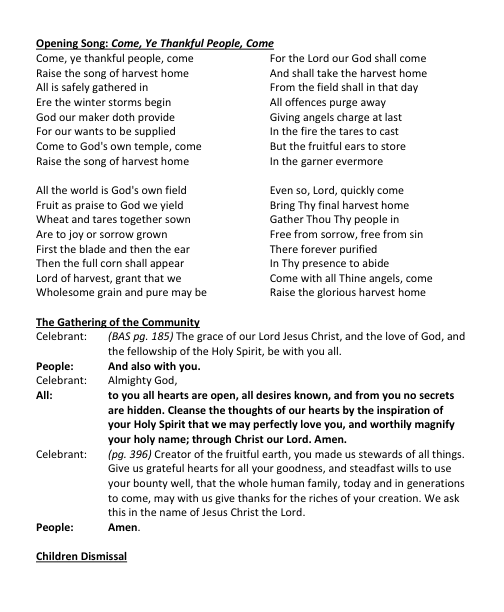 Opening Song: Come, Ye Thankful People, Come
Come, ye thankful people, come
Raise the song of harvest home
All is safely gathered in
Ere the winter storms begin
God our maker doth provide
For our wants to be supplied
Come to God's own temple, come
Raise the song of harvest home
All the world is God's own field
Fruit as praise to God we yield
Wheat and tares together sown
Are to joy or sorrow grown
First the blade and then the ear
Then the full corn shall appear
Lord of harvest, grant that we
Wholesome grain and pure may be
For the Lord our God shall come
And shall take the harvest home
From the field shall in that day
All offences purge away
Giving angels charge at last
In the fire the tares to cast
But the fruitful ears to store
In the garner evermore
Even so, Lord, quickly come
Bring Thy final harvest home
Gather Thou Thy people in
Free from sorrow, free from sin
There forever purified
In Thy presence to abide
Come with all Thine angels, come
Raise the glorious harvest home
The Gathering of the Community
Celebrant: (BAS pg. 185) The grace of our Lord Jesus Christ, and the love of God, and
the fellowship of the Holy Spirit, be with you all.
People: And also with you.
Celebrant: Almighty God,
All: to you all hearts are open, all desires known, and from you no secrets
are hidden. Cleanse the thoughts of our hearts by the inspiration of
your Holy Spirit that we may perfectly love you, and worthily magnify
your holy name; through Christ our Lord. Amen.
Celebrant: (pg. 396) Creator of the fruitful earth, you made us stewards of all things.
Give us grateful hearts for all your goodness, and steadfast wills to use
your bounty well, that the whole human family, today and in generations
to come, may with us give thanks for the riches of your creation. We ask
this in the name of Jesus Christ the Lord.
People: Amen.
Children Dismissal